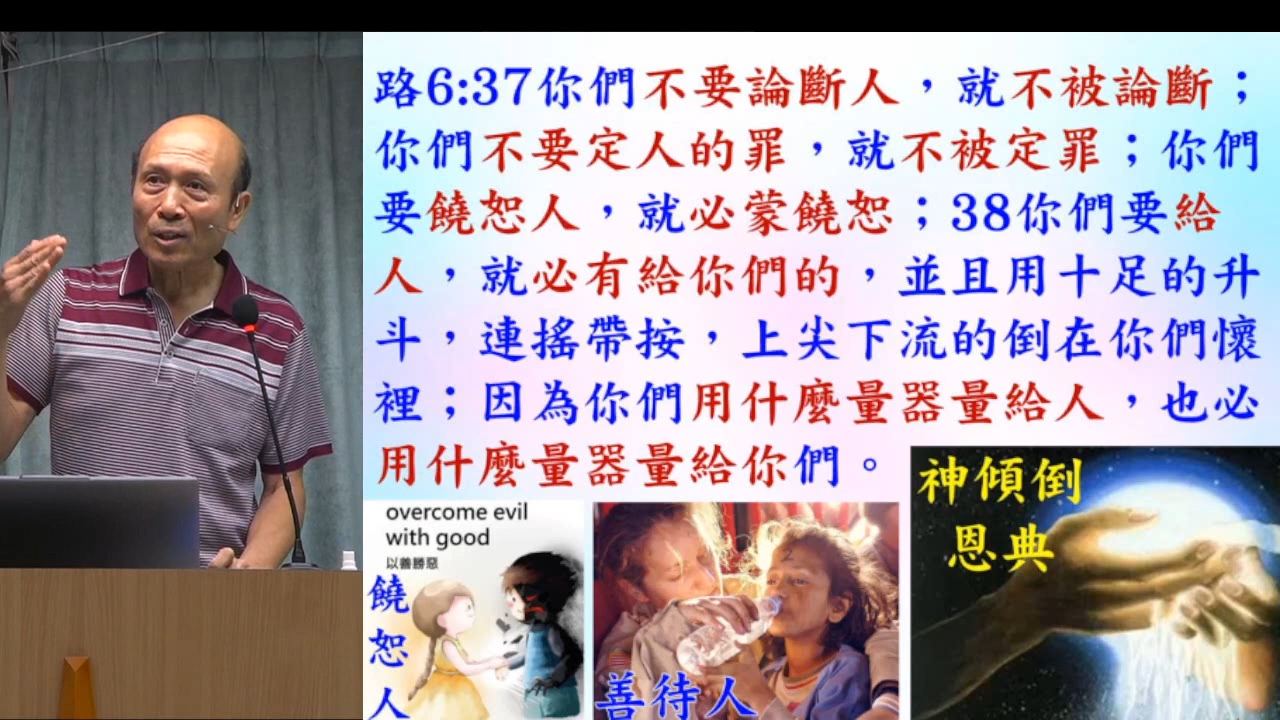 路6:37你們不要論斷人，就不被論斷；
你們不要定人的罪，就不被定罪；你們
要饒恕人，就必蒙饒恕；38你們要給
人，就必有給你們的，並且用十足的升
斗，連搖帶按，上尖下流的倒在你們懷
裡；因為你們用什麼量器量給人，也必
用什麼量器量給你們。
overcome evil
with good
以善勝惡
饒
恕
人
善待人
神傾倒
恩典